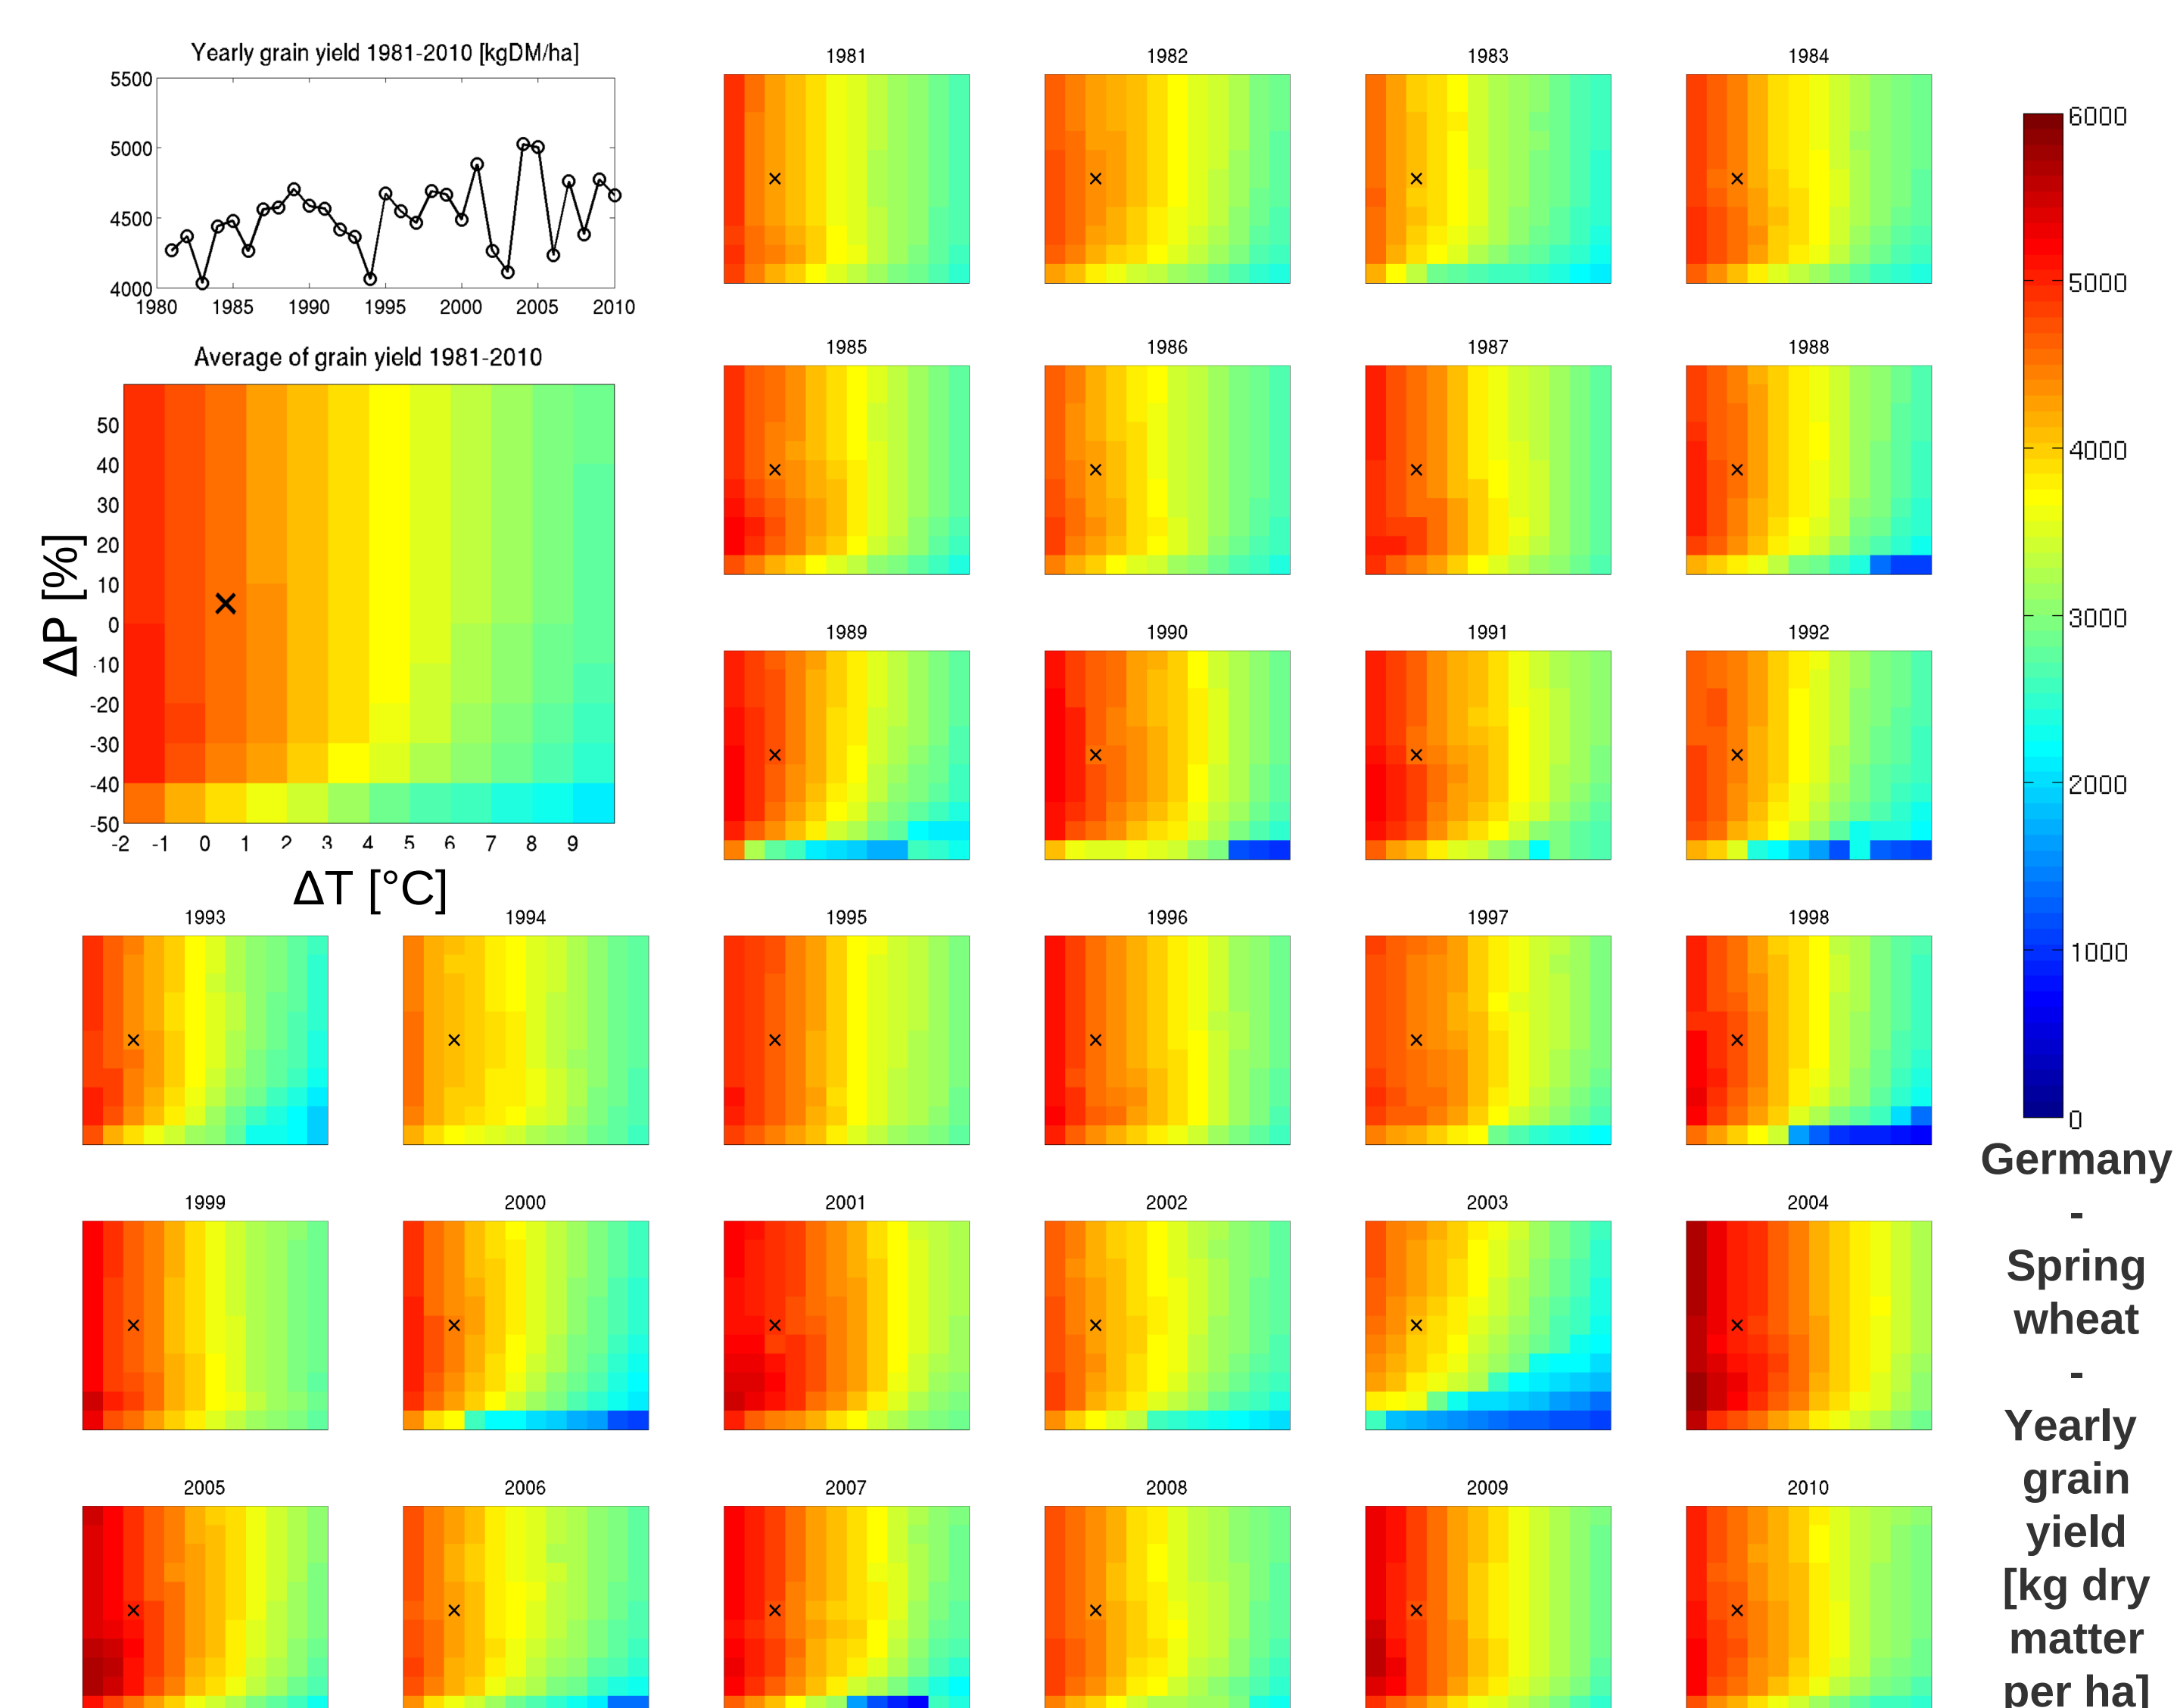 Yearly grain yield 1981-2010 [kgDM/ha]
5500
5000
4500
4000
1980 1985 1990 1995 2000 2005 2010
Average of grain yield 1981-2010
ΔP [%]
50
40
30
20
10
0
-10
-20
-30
-40
-50
-2 -1 0 1 2 3 4 5 6 7 8 9
ΔT [°C]
1981 1982 1983 1984
1985 1986 1987 1988
1989 1990 1991 1992
1993 1994 1995 1996 1997 1998
1999 2000 2001 2002 2003 2004
2005 2006 2007 2008 2009 2010
6000
5000
4000
3000
2000
1000
0
Germany
-
Spring
wheat
-
Yearly
grain
yield
[kg dry
matter
per ha]